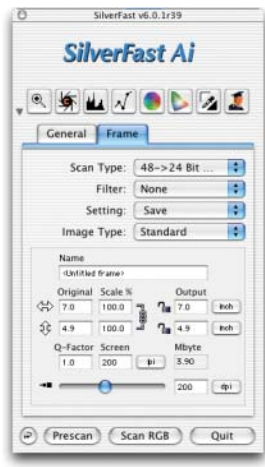 SilverFast v6.0.1r39
SilverFast Ai
General Frame
Scan Type: 48->24 Bit ...
Filter: None
Setting: Save
Image Type: Standard
Name
<Untitled frame>
Original Scale % Output
7.0 100.0 7.0 inch
4.9 100.0 4.9 inch
Q-Factor Screen Mbyte
1.0 200 lpi 3.90
200 dpi
Prescan Scan RGB Quit